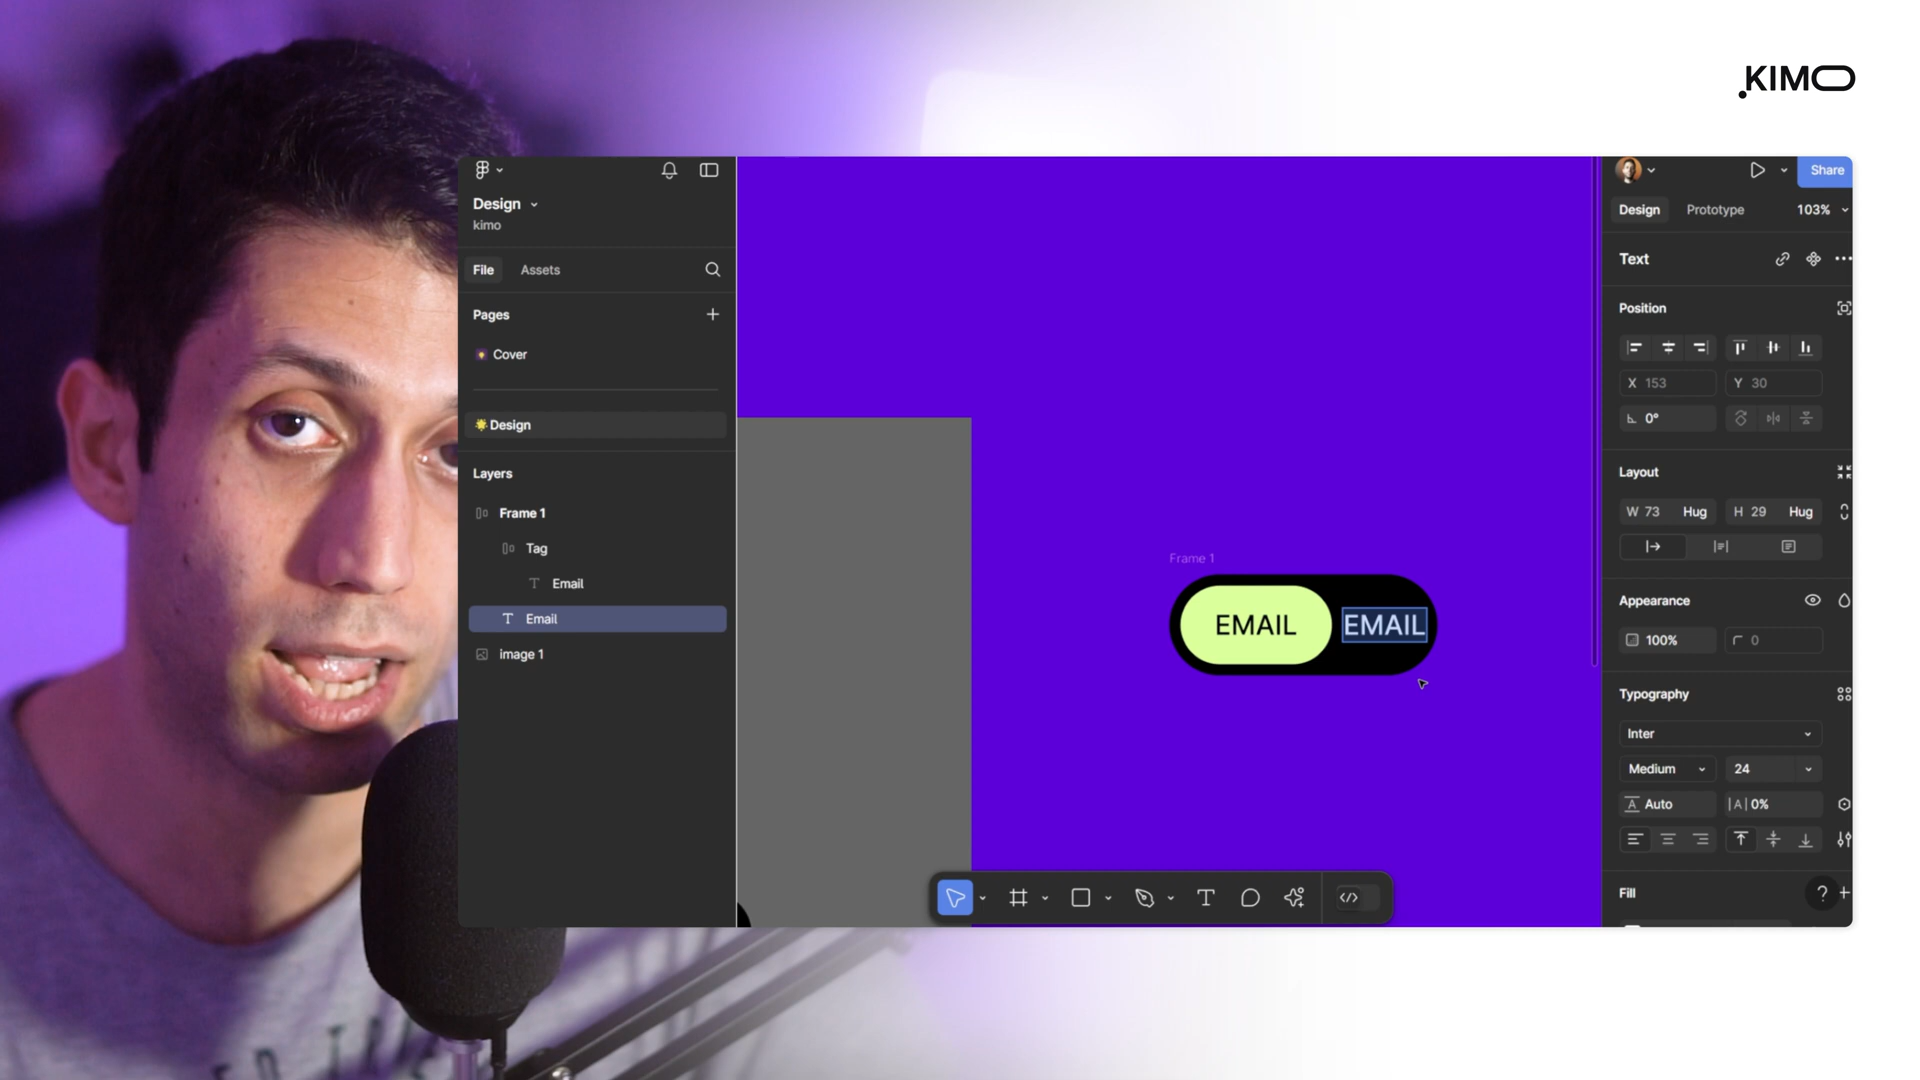 .KIMO
Share
Design
kimo
Design
Prototype
103%
File
Assets
Text
Pages
Position
Cover
X 153
Y 30
0°
Design
Layers
Layout
Frame 1
W 73 Hug
H 29 Hug
Tag
Frame 1
Email
Appearance
Email
EMAIL
EMAIL
100%
0
image 1
Typography
Inter
Medium
24
Auto
|A| 0%
Fill
?